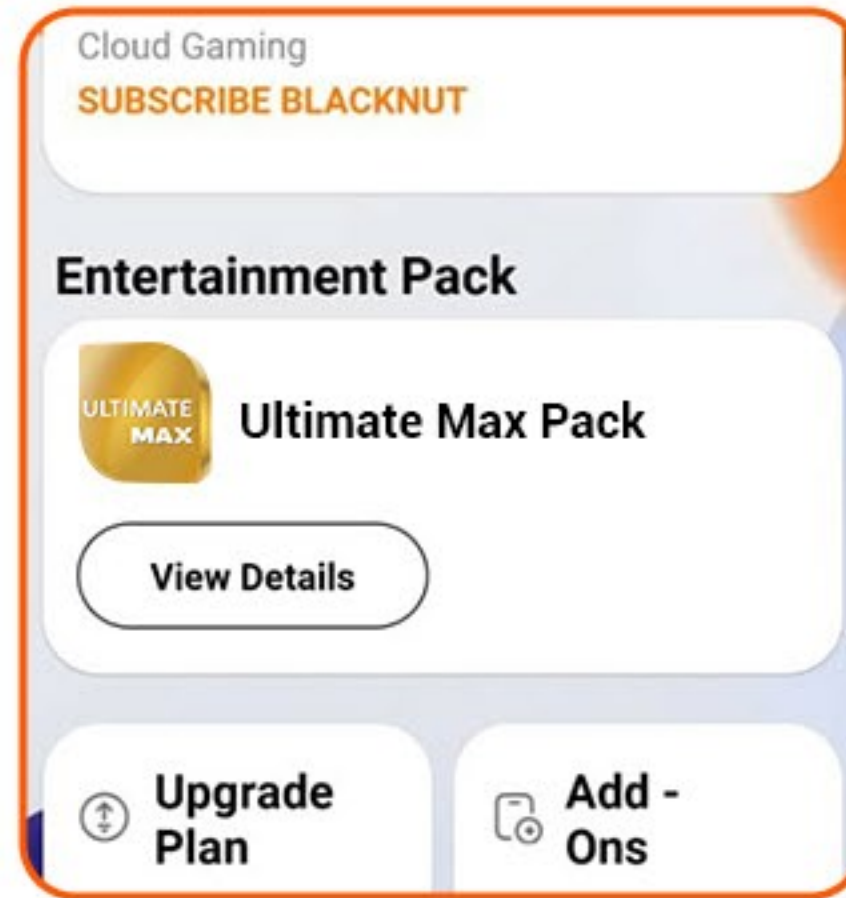 Cloud Gaming
SUBSCRIBE BLACKNUT
Entertainment Pack
ULTIMATE
MAX
Ultimate Max Pack
View Details
Upgrade
Plan
Add -
Ons